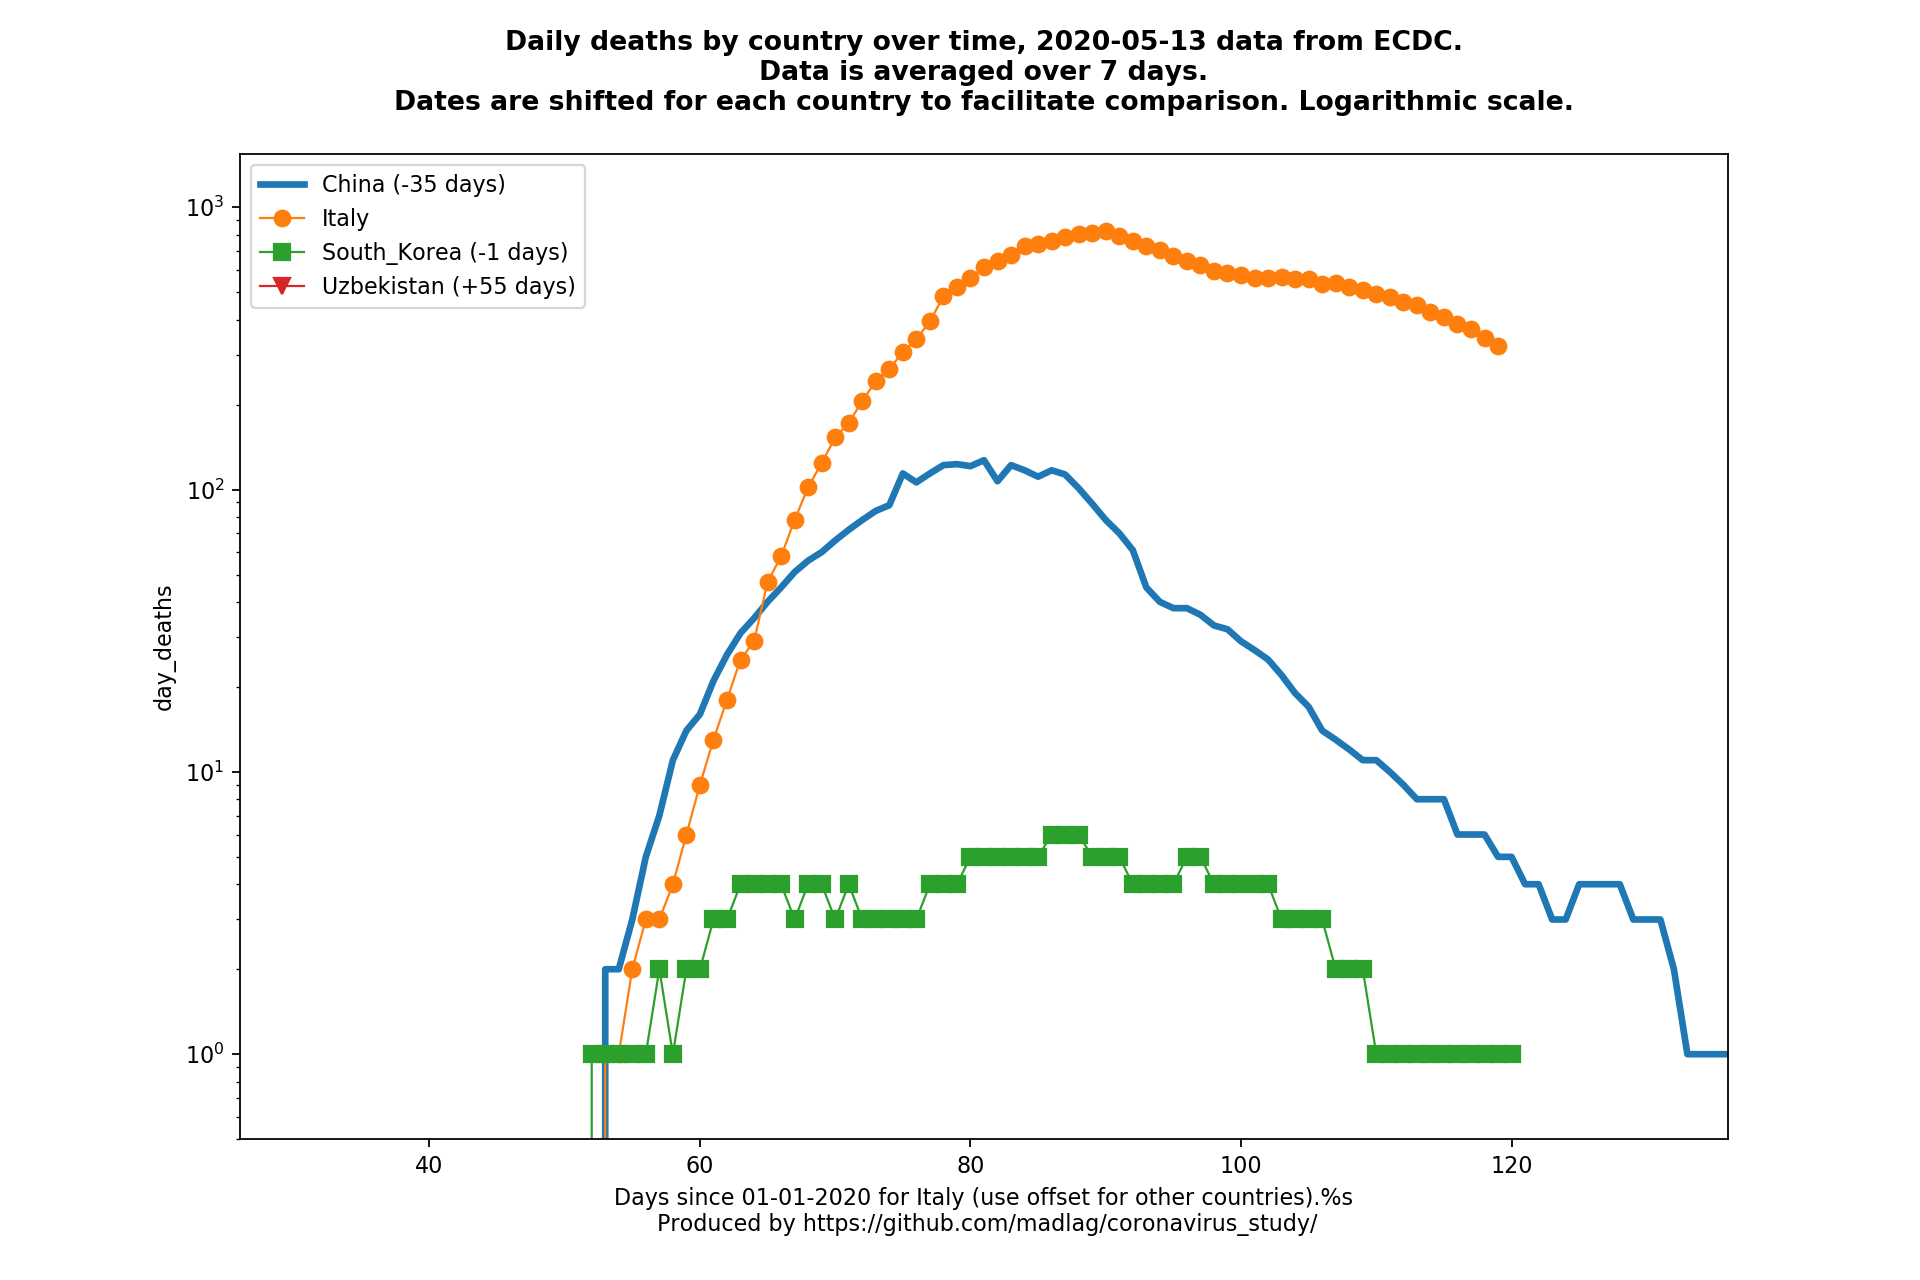 Daily deaths by country over time, 2020-05-13 data from ECDC.
Data is averaged over 7 days.
Dates are shifted for each country to facilitate comparison. Logarithmic scale.
China (-35 days)
Italy
South_Korea (-1 days)
Uzbekistan (+55 days)
10³
10²
10¹
10⁰
day_deaths
40 60 80 100 120
Days since 01-01-2020 for Italy (use offset for other countries).%s
Produced by https://github.com/madlag/coronavirus_study/